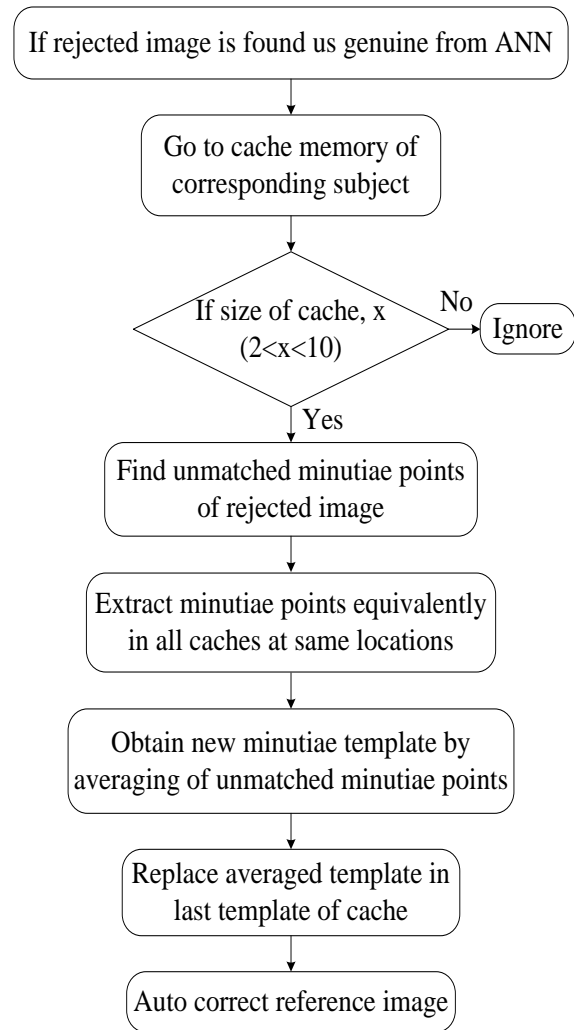 If rejected image is found us genuine from ANN
Go to cache memory of
corresponding subject
If size of cache, x
(2<x<10)
No
Ignore
Yes
Find unmatched minutiae points
of rejected image
Extract minutiae points equivalently
in all caches at same locations
Obtain new minutiae template by
averaging of unmatched minutiae points
Replace averaged template in
last template of cache
Auto correct reference image